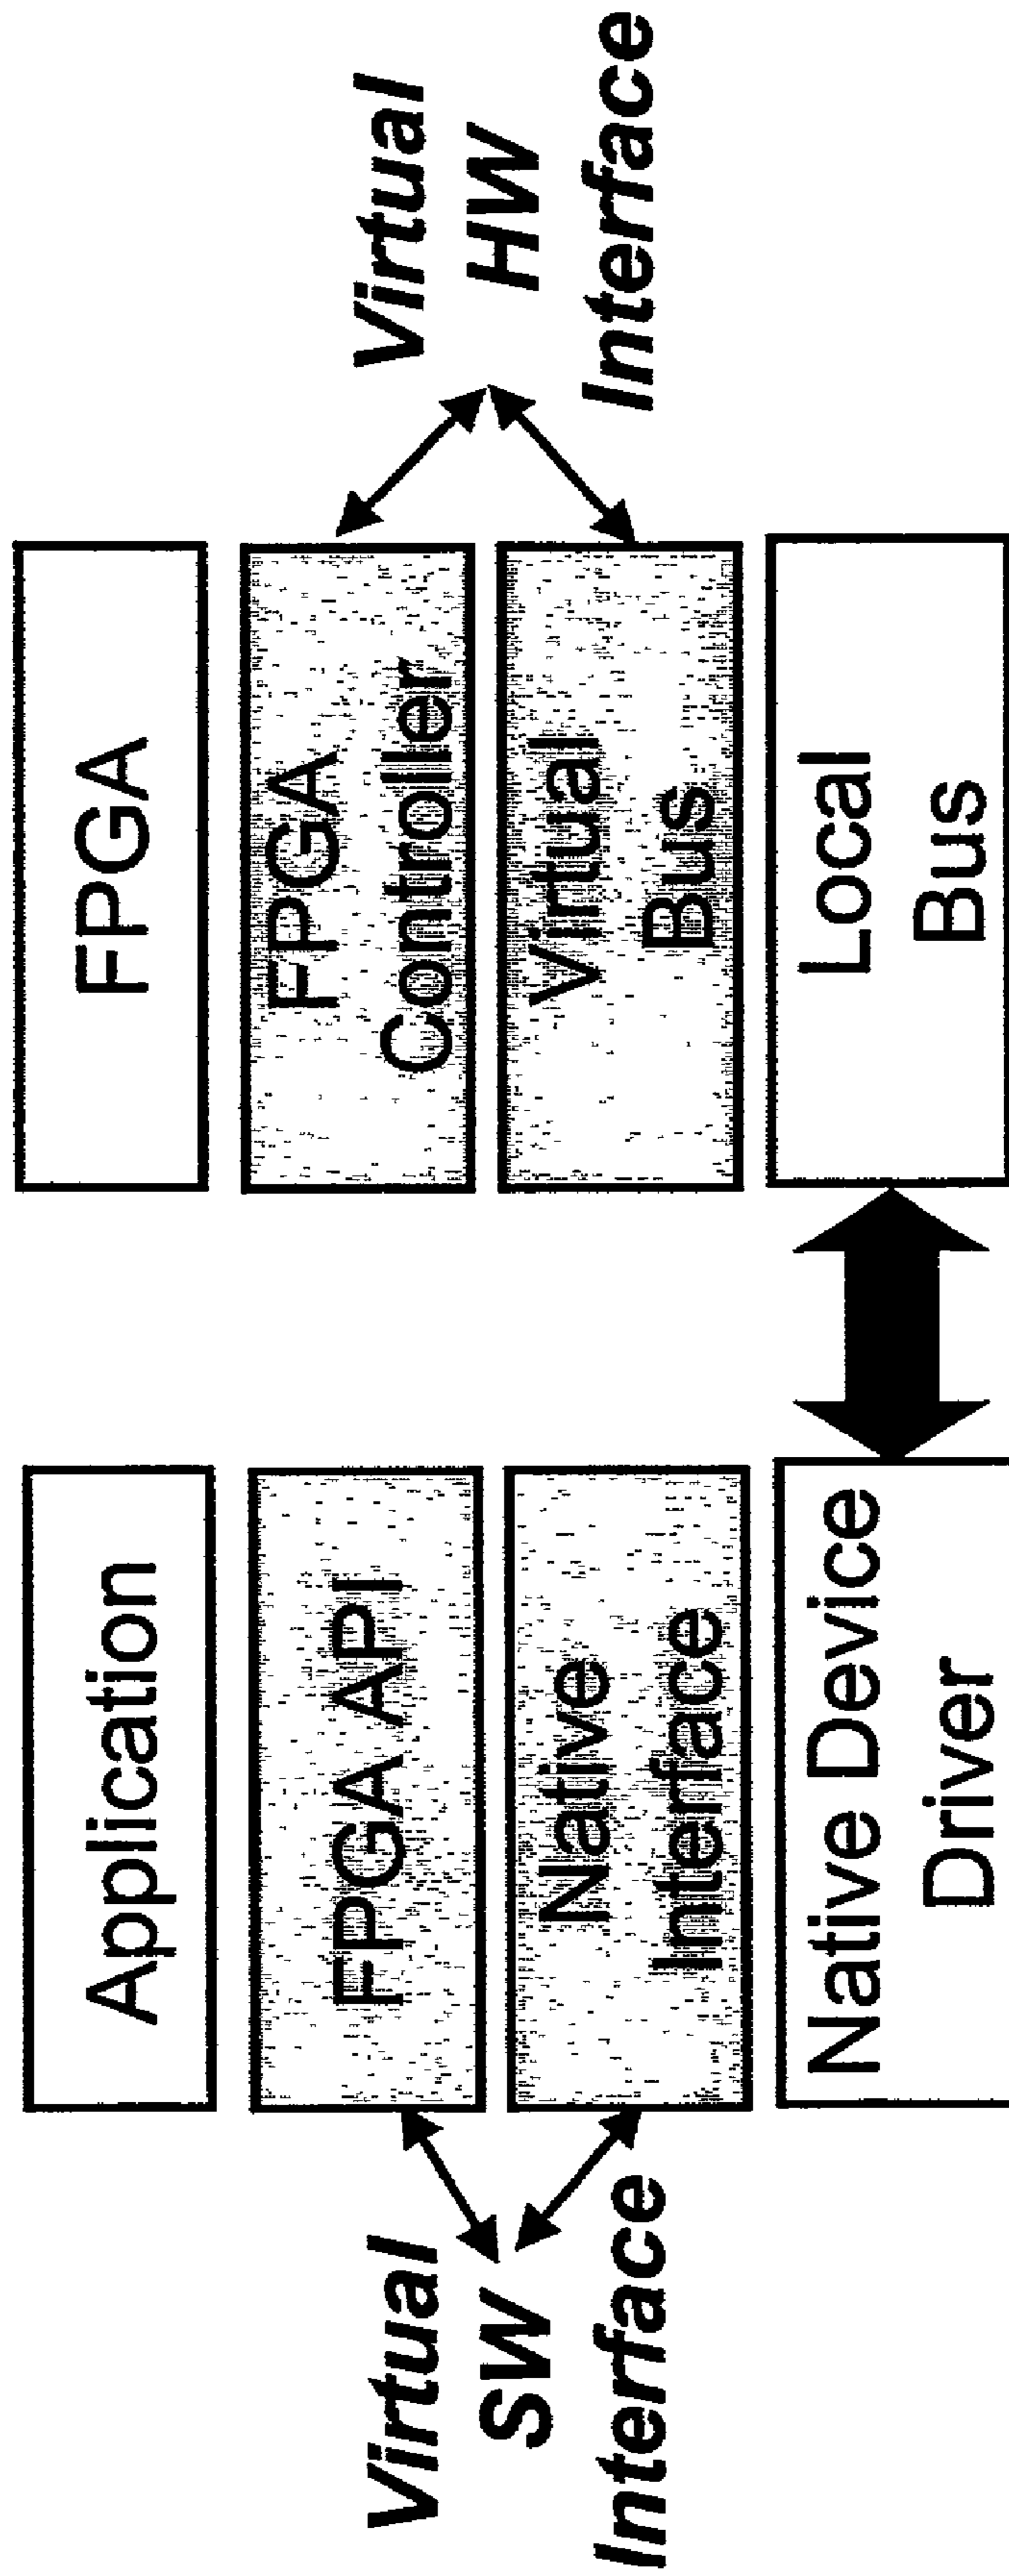 Virtual
SW
Interface
Application
FPGA API
Native
Interface
Native Device
Driver
FPGA
FPGA
Controller
Virtual
Bus
Local
Bus
Virtual
HW
Interface